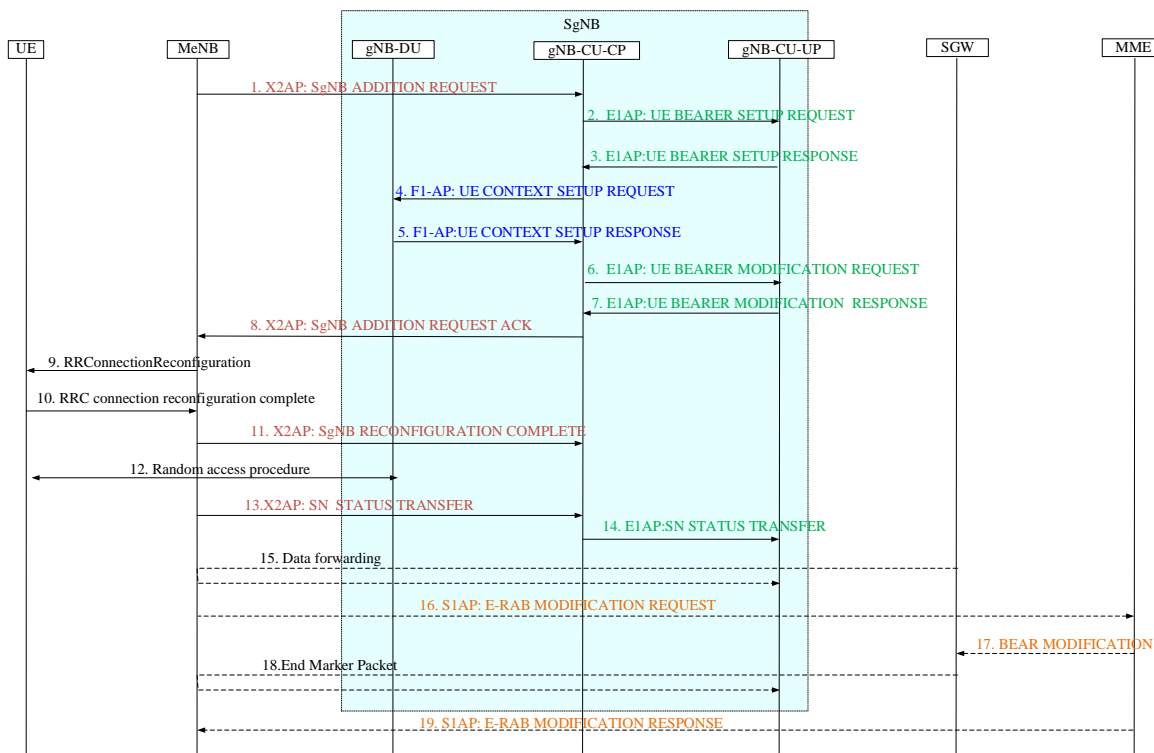 SgNB
UE
MeNB
gNB-DU
gNB-CU-CP
gNB-CU-UP
SGW
MME
1. X2AP: SgNB ADDITION REQUEST
2. E1AP: UE BEARER SETUP REQUEST
3. E1AP:UE BEARER SETUP RESPONSE
4. F1-AP: UE CONTEXT SETUP REQUEST
5. F1-AP:UE CONTEXT SETUP RESPONSE
6. E1AP: UE BEARER MODIFICATION REQUEST
7. E1AP:UE BEARER MODIFICATION RESPONSE
8. X2AP: SgNB ADDITION REQUEST ACK
9. RRConnectionReconfiguration
10. RRC connection reconfiguration complete
11. X2AP: SgNB RECONFIGURATION COMPLETE
12. Random access procedure
13.X2AP: SN STATUS TRANSFER
14. E1AP:SN STATUS TRANSFER
15. Data forwarding
16. S1AP: E-RAB MODIFICATION REQUEST
17. BEAR MODIFICATION
18.End Marker Packet
19. S1AP: E-RAB MODIFICATION RESPONSE